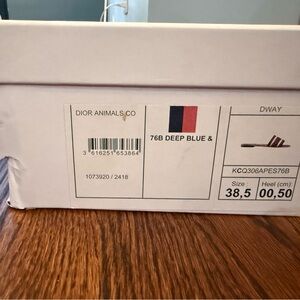 DIOR ANIMALS CO
3 616251 653864
1073920 / 2418
76B DEEP BLUE &
DWAY
KCQ306APES76B
Size
38,5
Heel (cm)
00,50